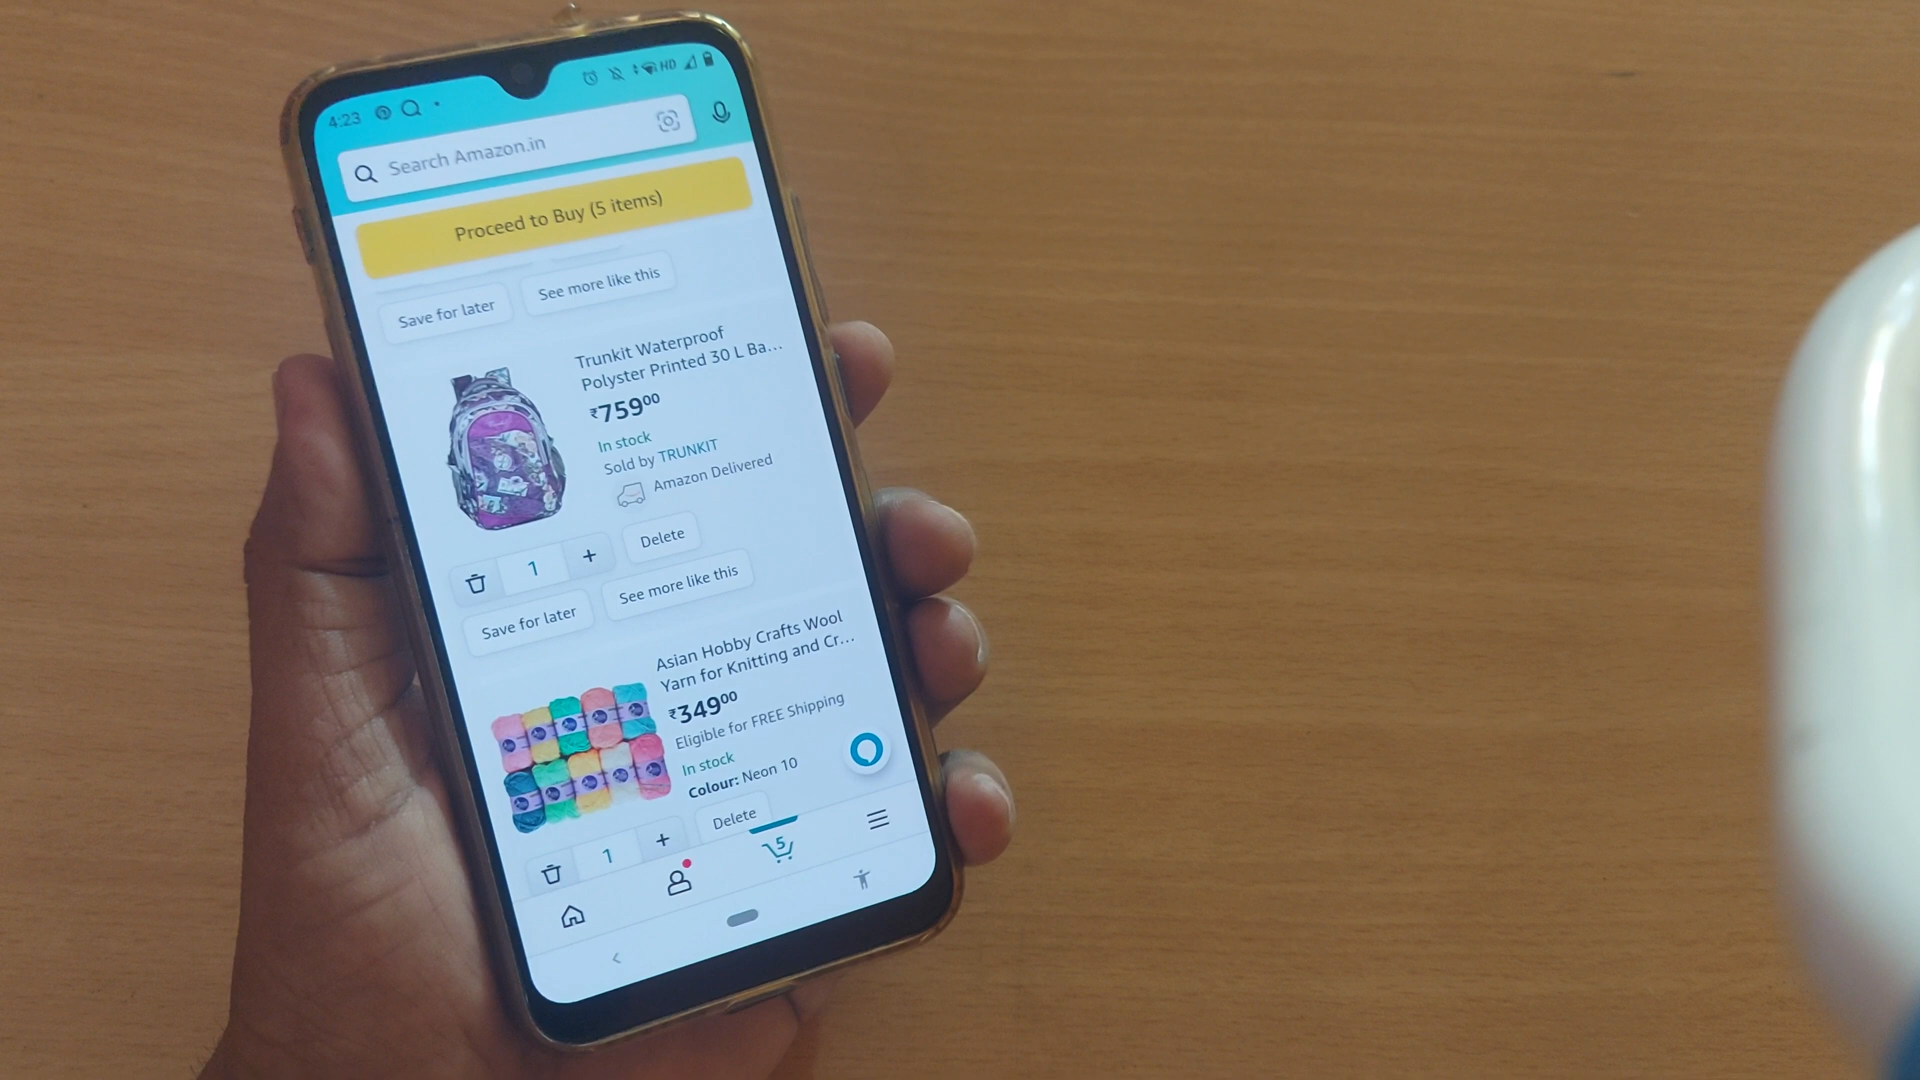 4:23
HD
Search Amazon.in
Proceed to Buy (5 items)
Save for later
See more like this
Trunkit Waterproof
Polyster Printed 30 L Ba...
₹759⁰⁰
In stock
Sold by TRUNKIT
Amazon Delivered
1
+
Delete
Save for later
See more like this
Asian Hobby Crafts Wool
Yarn for Knitting and Cr...
₹349⁰⁰
Eligible for FREE Shipping
In stock
Colour: Neon 10
1
+
Delete
5